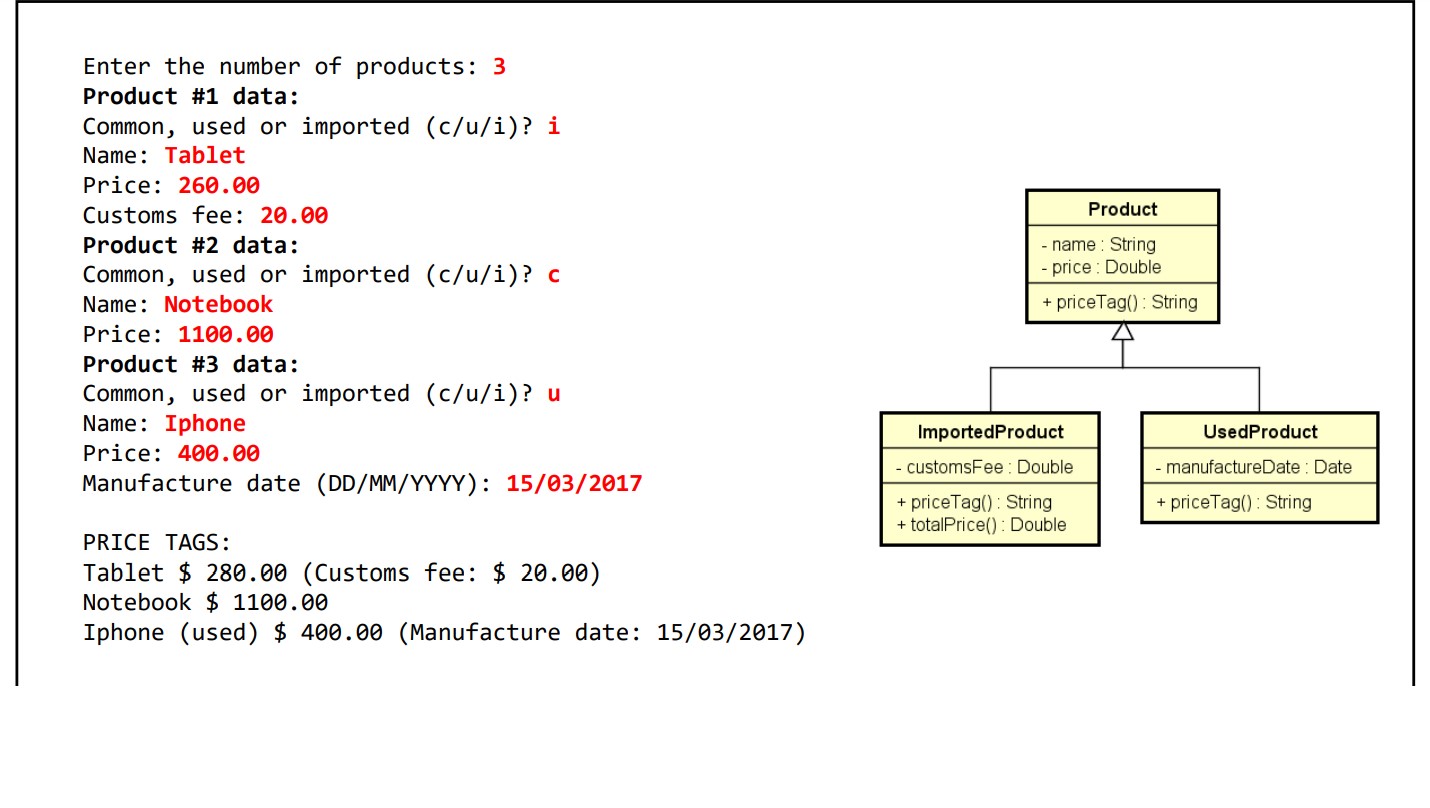 Enter the number of products: 3
Product #1 data:
Common, used or imported (c/u/i)? i
Name: Tablet
Price: 260.00
Customs fee: 20.00
Product #2 data:
Common, used or imported (c/u/i)? c
Name: Notebook
Price: 1100.00
Product #3 data:
Common, used or imported (c/u/i)? u
Name: Iphone
Price: 400.00
Manufacture date (DD/MM/YYYY): 15/03/2017
PRICE TAGS:
Tablet $ 280.00 (Customs fee: $ 20.00)
Notebook $ 1100.00
Iphone (used) $ 400.00 (Manufacture date: 15/03/2017)
Product
- name : String
- price : Double
+ priceTag() : String
ImportedProduct
- customsFee : Double
+ priceTag() : String
+ totalPrice() : Double
UsedProduct
- manufactureDate : Date
+ priceTag() : String